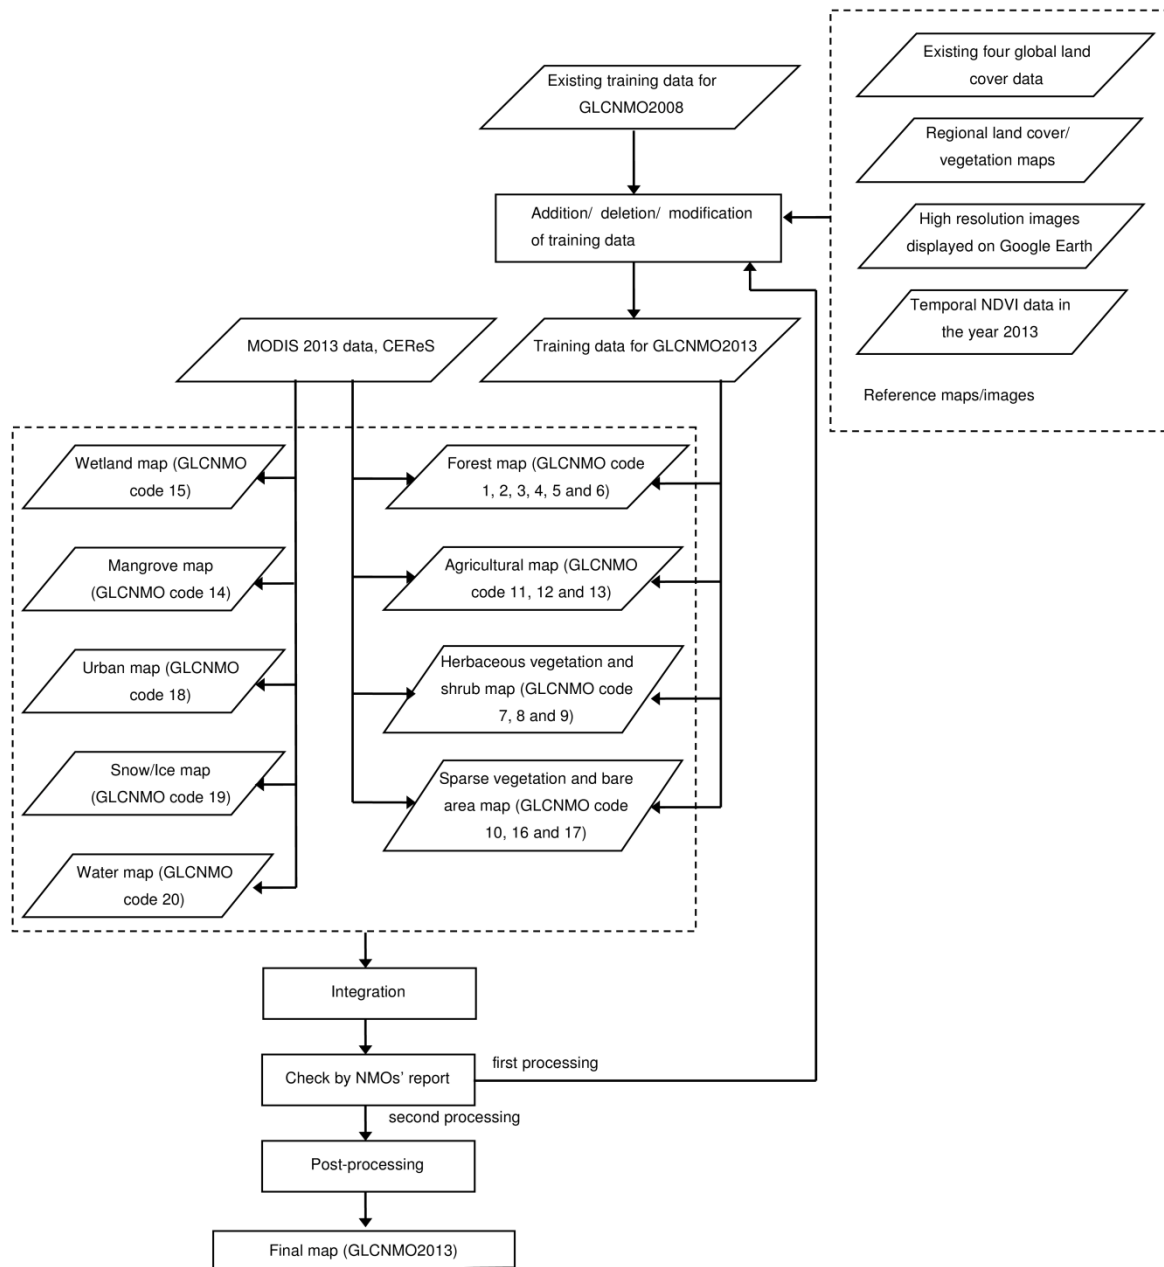 Existing training data for
GLCNMO2008
Existing four global land
cover data
Regional land cover/
vegetation maps
High resolution images
displayed on Google Earth
Temporal NDVI data in
the year 2013
Reference maps/images
Addition/ deletion/ modification
of training data
MODIS 2013 data, CEReS
Training data for GLCNMO2013
Wetland map (GLCNMO
code 15)
Forest map (GLCNMO code
1, 2, 3, 4, 5 and 6)
Mangrove map
(GLCNMO code 14)
Agricultural map (GLCNMO
code 11, 12 and 13)
Urban map (GLCNMO
code 18)
Herbaceous vegetation and
shrub map (GLCNMO code
7, 8 and 9)
Snow/Ice map
(GLCNMO code 19)
Sparse vegetation and bare
area map (GLCNMO code
10, 16 and 17)
Water map (GLCNMO
code 20)
Integration
Check by NMOs’ report
first processing
second processing
Post-processing
Final map (GLCNMO2013)